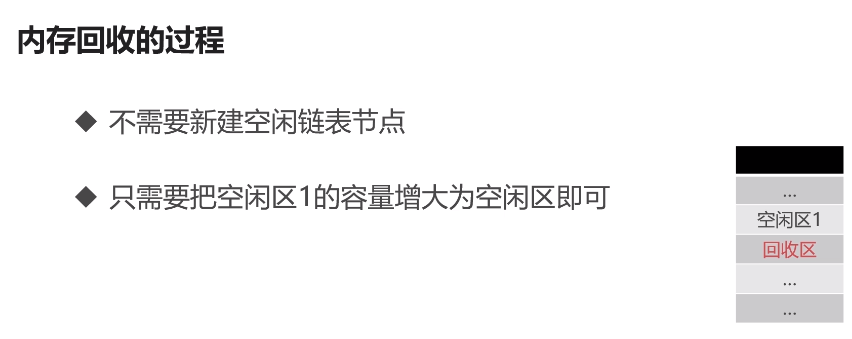 内存回收的过程
◆ 不需要新建空闲链表节点
◆ 只需要把空闲区1的容量增大为空闲区即可
...
空闲区1
回收区
...
...